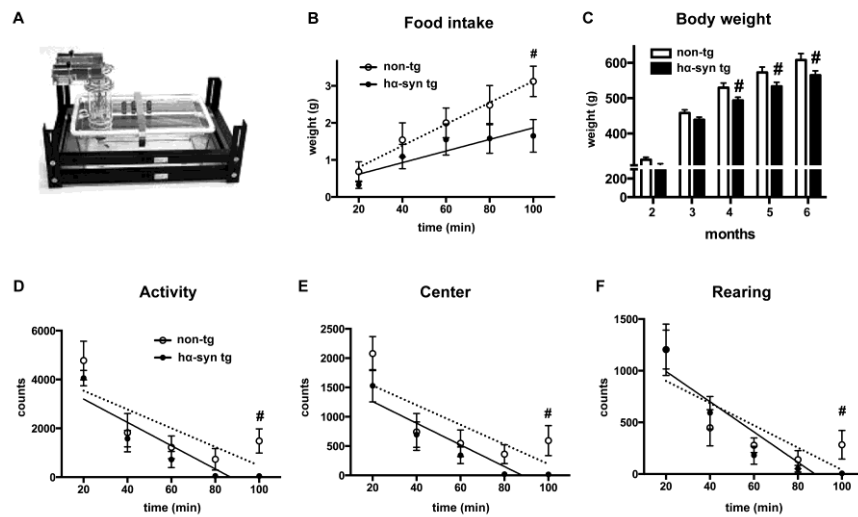 A
B
Food intake
#
non-tg
hα-syn tg
weight (g)
3
2
1
0
20 40 60 80 100
time (min)
C
Body weight
non-tg
hα-syn tg
# # #
weight (g)
600
500
400
200
0
2 3 4 5 6
months
D
Activity
non-tg
hα-syn tg
#
counts
6000
4000
2000
0
20 40 60 80 100
time (min)
E
Center
#
counts
2500
2000
1500
1000
500
0
20 40 60 80 100
time (min)
F
Rearing
#
counts
1500
1000
500
0
20 40 60 80 100
time (min)